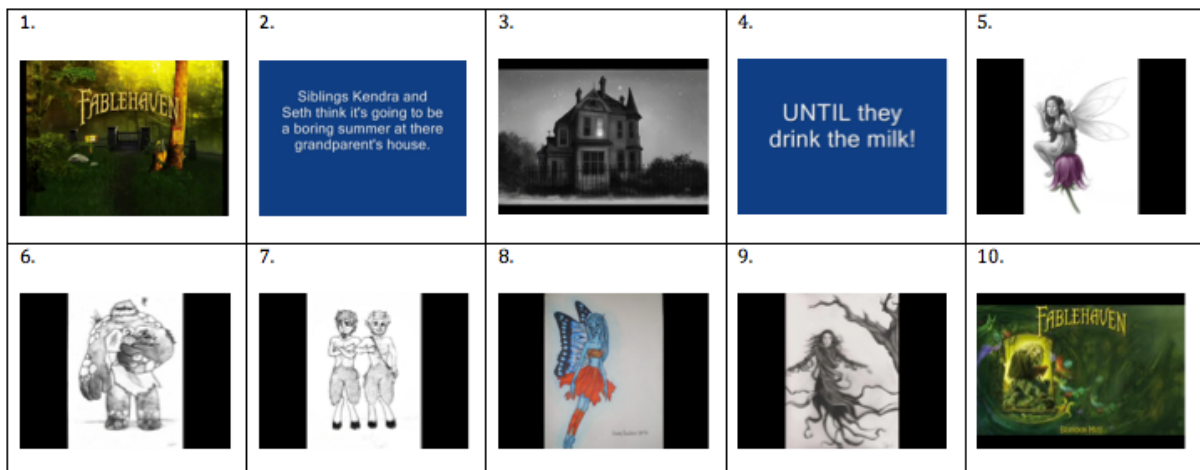 1.
2.
3.
4.
5.
FABLEHAVEN
Siblings Kendra and
Seth think it's going to be
a boring summer at there
grandparent's house.
UNTIL they
drink the milk!
6.
7.
8.
9.
10.
FABLEHAVEN